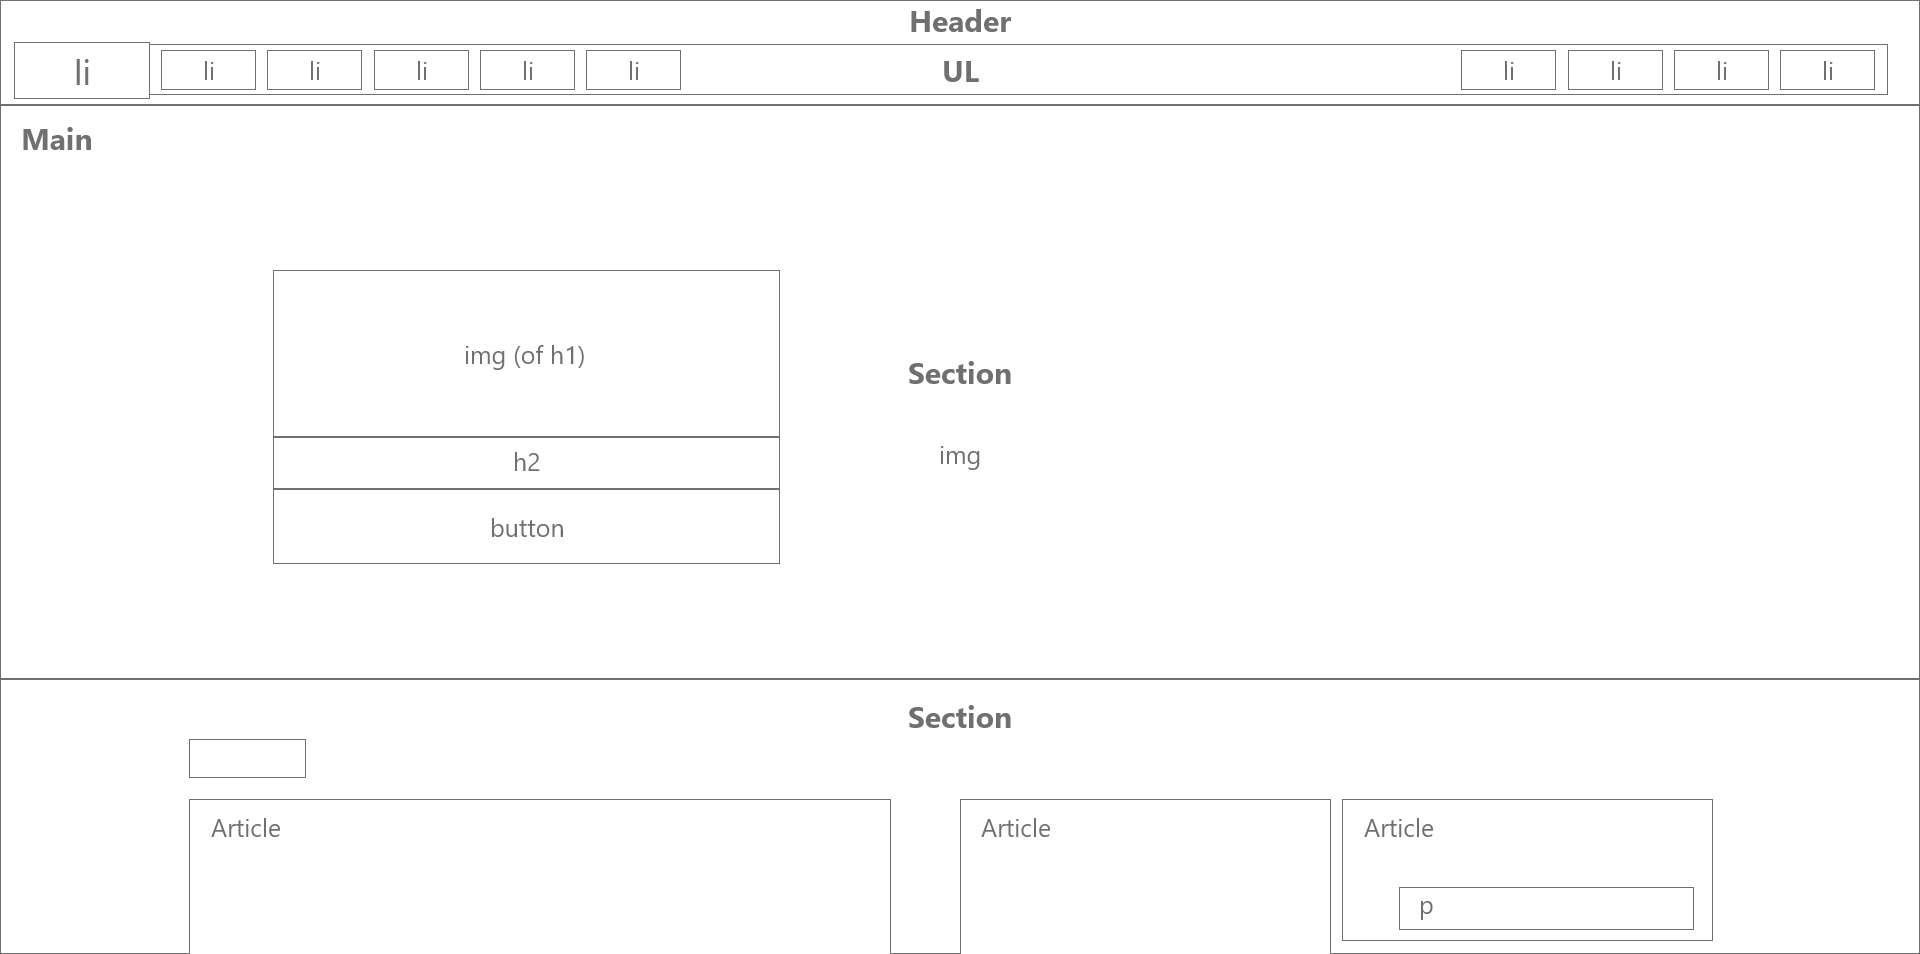 Header
li li li li li li UL li li li li
Main
img (of h1)
Section
img
h2
button
Section
Article Article Article
p